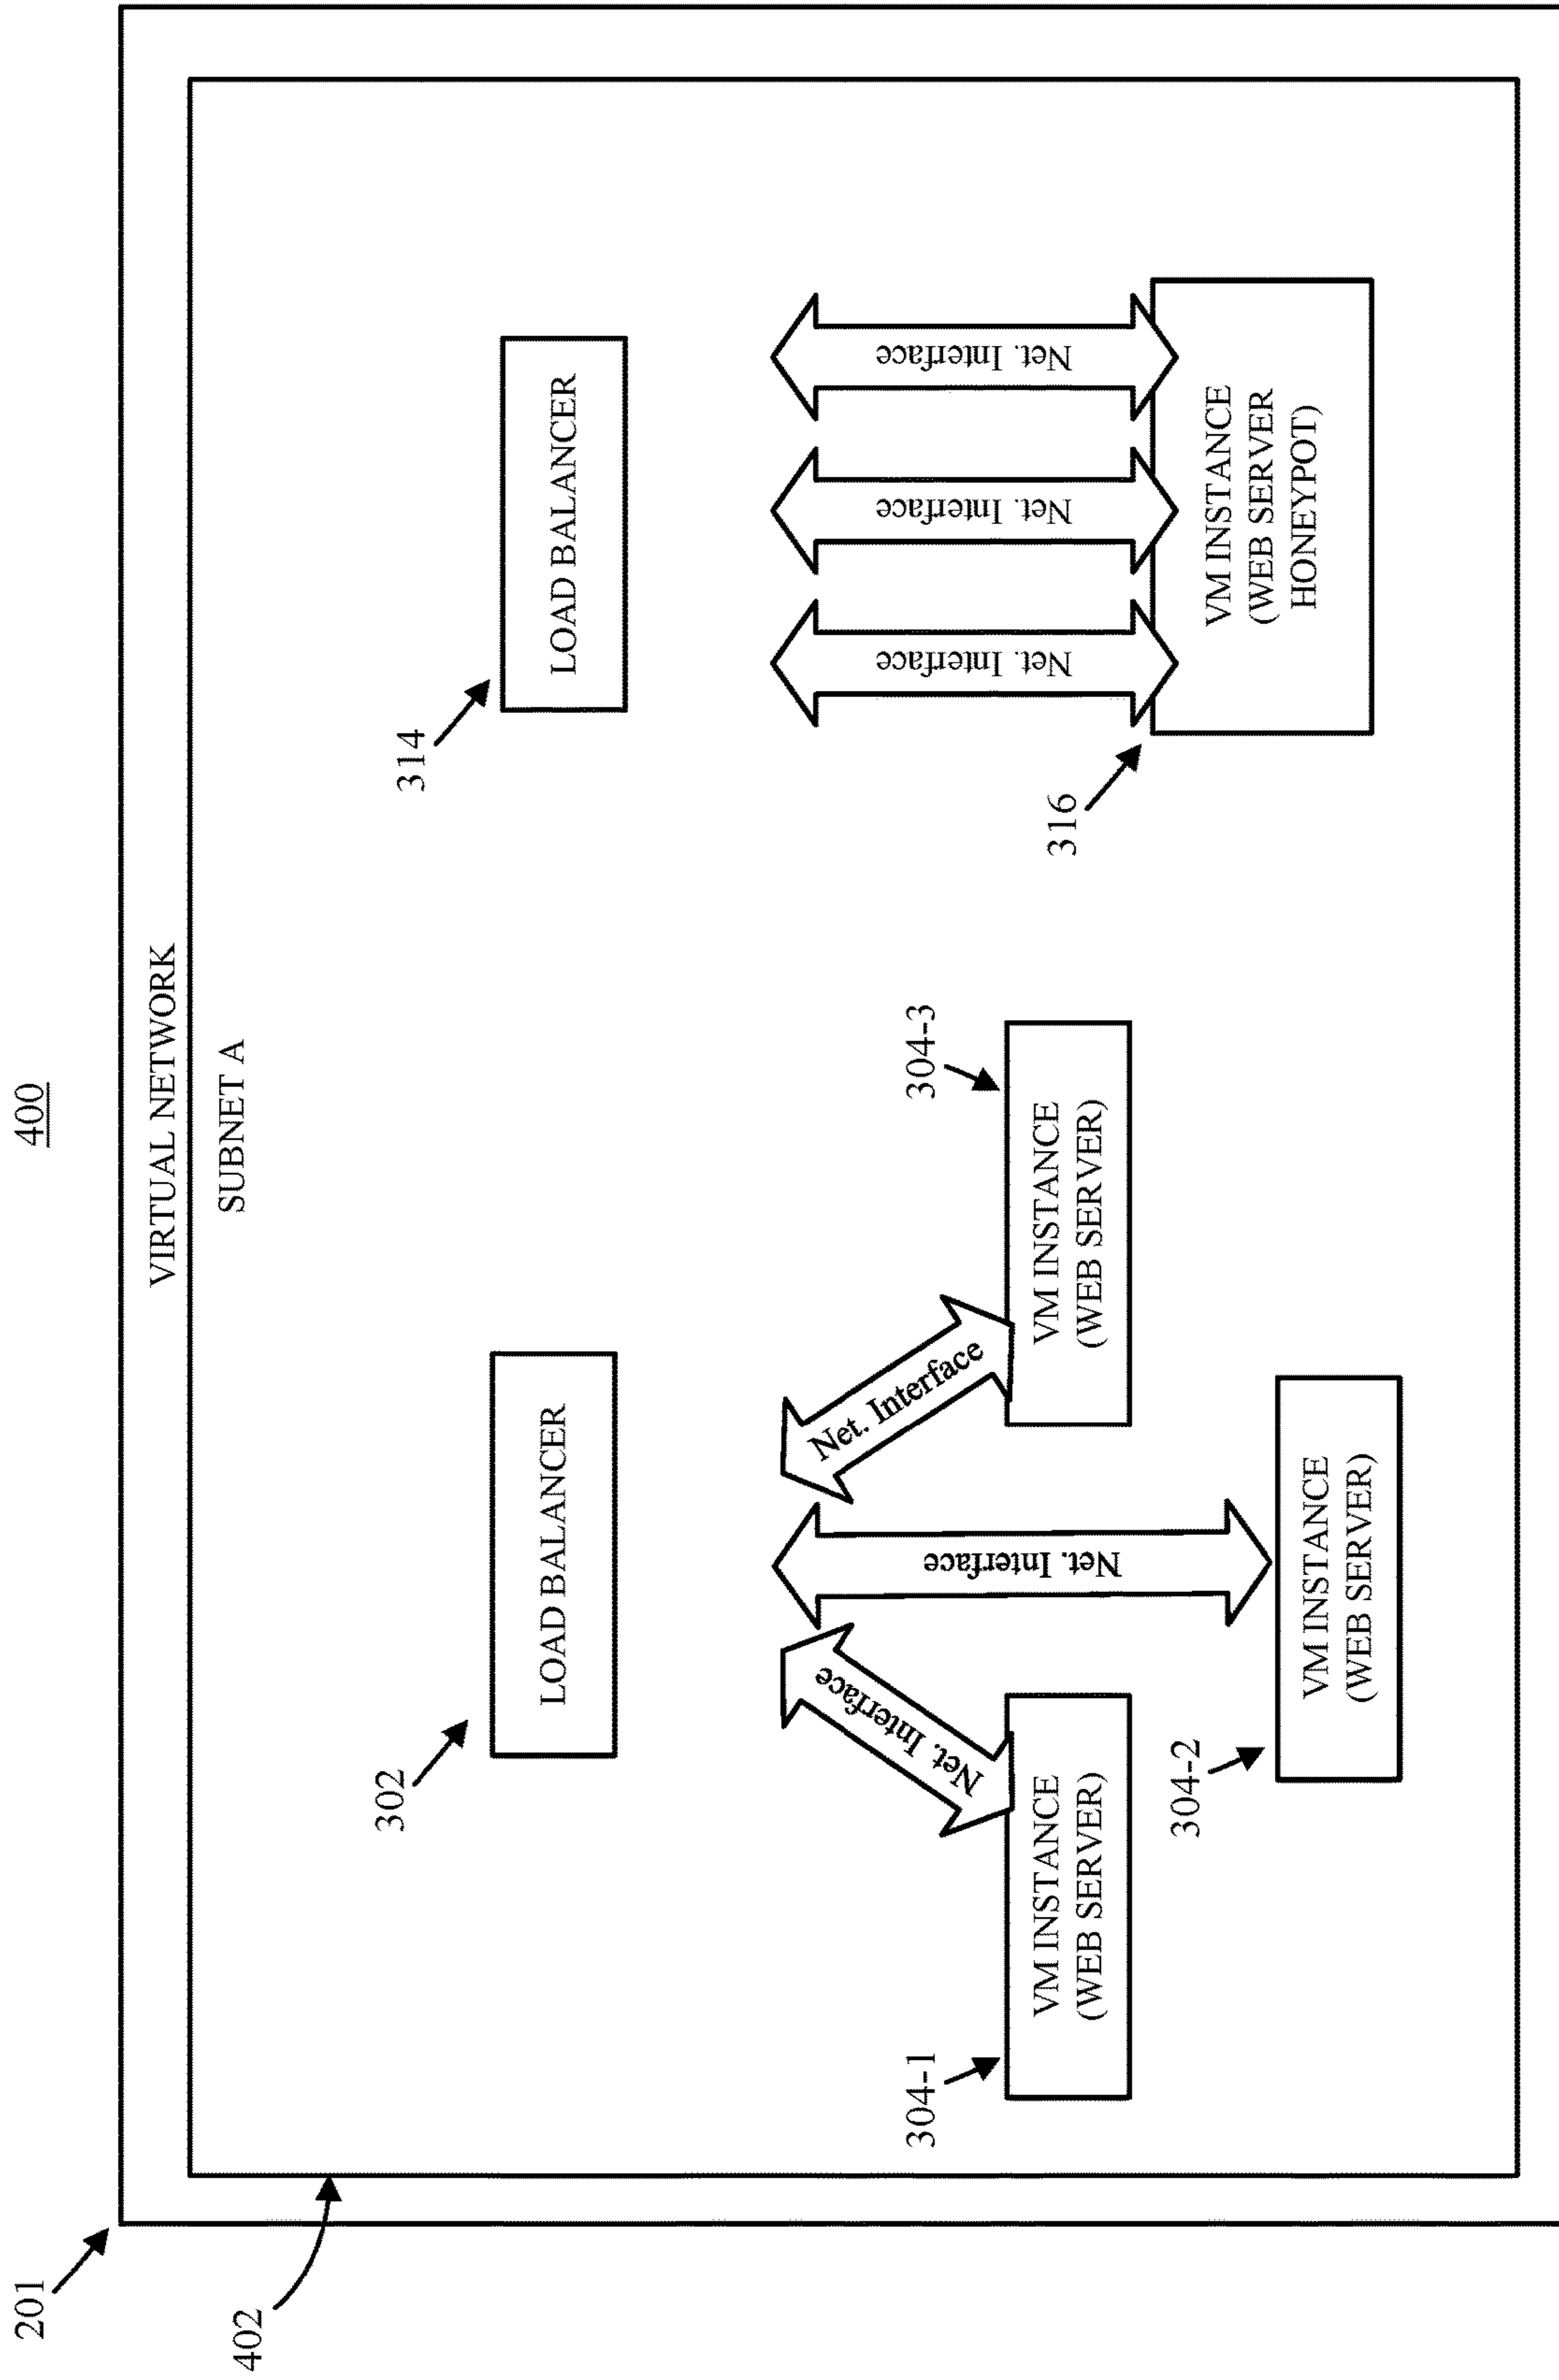 400
201
VIRTUAL NETWORK
402
SUBNET A
302
LOAD BALANCER
314
LOAD BALANCER
Net. Interface
Net. Interface
Net. Interface
Net. Interface
Net. Interface
Net. Interface
304-1
VM INSTANCE
(WEB SERVER)
304-3
VM INSTANCE
(WEB SERVER)
316
VM INSTANCE
(WEB SERVER
HONEYPOT)
304-2
VM INSTANCE
(WEB SERVER)